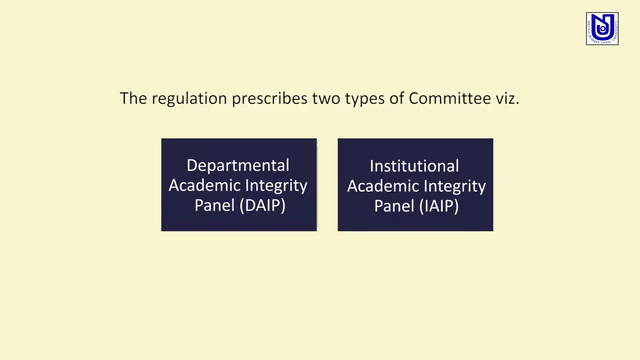 The regulation prescribes two types of Committee viz.
Departmental
Academic Integrity
Panel (DAIP)
Institutional
Academic Integrity
Panel (IAIP)